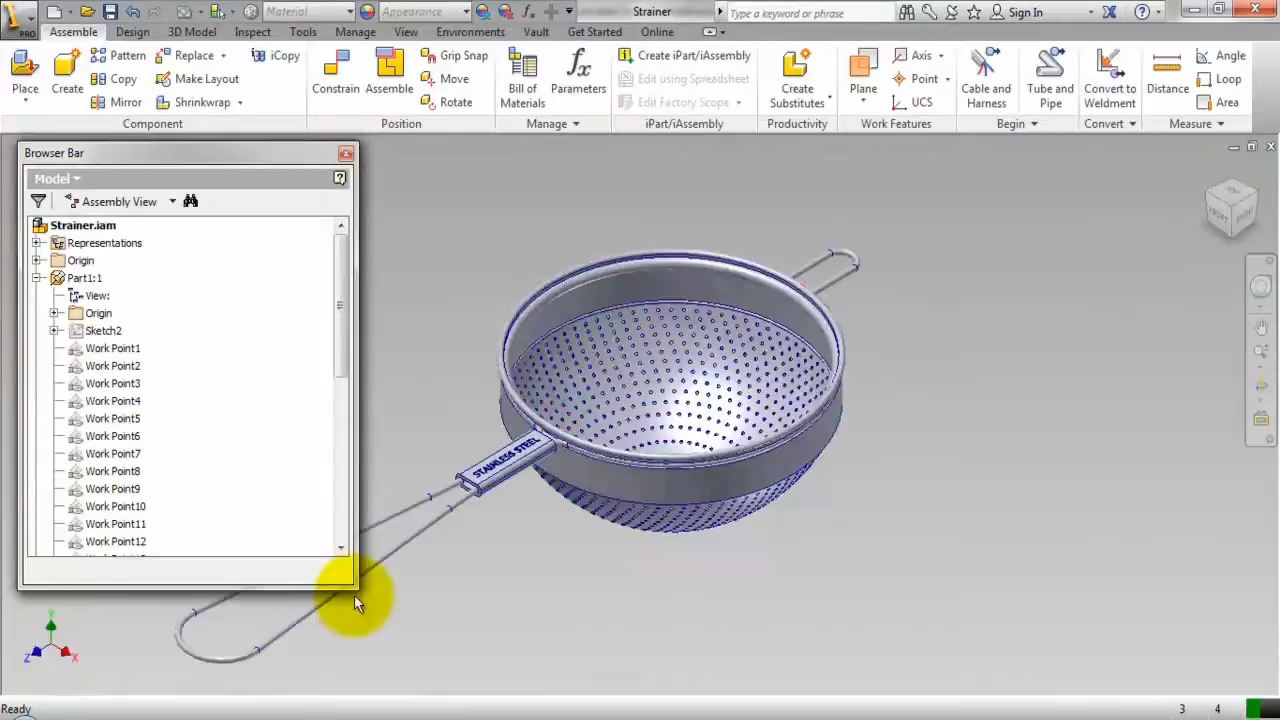 Material
Appearance
Strainer
Type a keyword or phrase
Sign In
PRO
Assemble Design 3D Model Inspect Tools Manage View Environments Vault Get Started Online
Place
Create
Pattern
Copy
Mirror
Replace
Make Layout
Shrinkwrap
iCopy
Component
Constrain
Assemble
Grip Snap
Move
Rotate
Position
Bill of
Materials
Parameters
Manage
Create iPart/iAssembly
Edit using Spreadsheet
Edit Factory Scope
iPart/iAssembly
Create
Substitutes
Productivity
Plane
Axis
Point
UCS
Work Features
Cable and
Harness
Tube and
Pipe
Begin
Convert to
Weldment
Convert
Distance
Angle
Loop
Area
Measure
Browser Bar
Model
Assembly View
Strainer.iam
Representations
Origin
Part1:1
View:
Origin
Sketch2
Work Point1
Work Point2
Work Point3
Work Point4
Work Point5
Work Point6
Work Point7
Work Point8
Work Point9
Work Point10
Work Point11
Work Point12
STAINLESS STEEL
FRONT
Y
Z
X
Ready
3 4